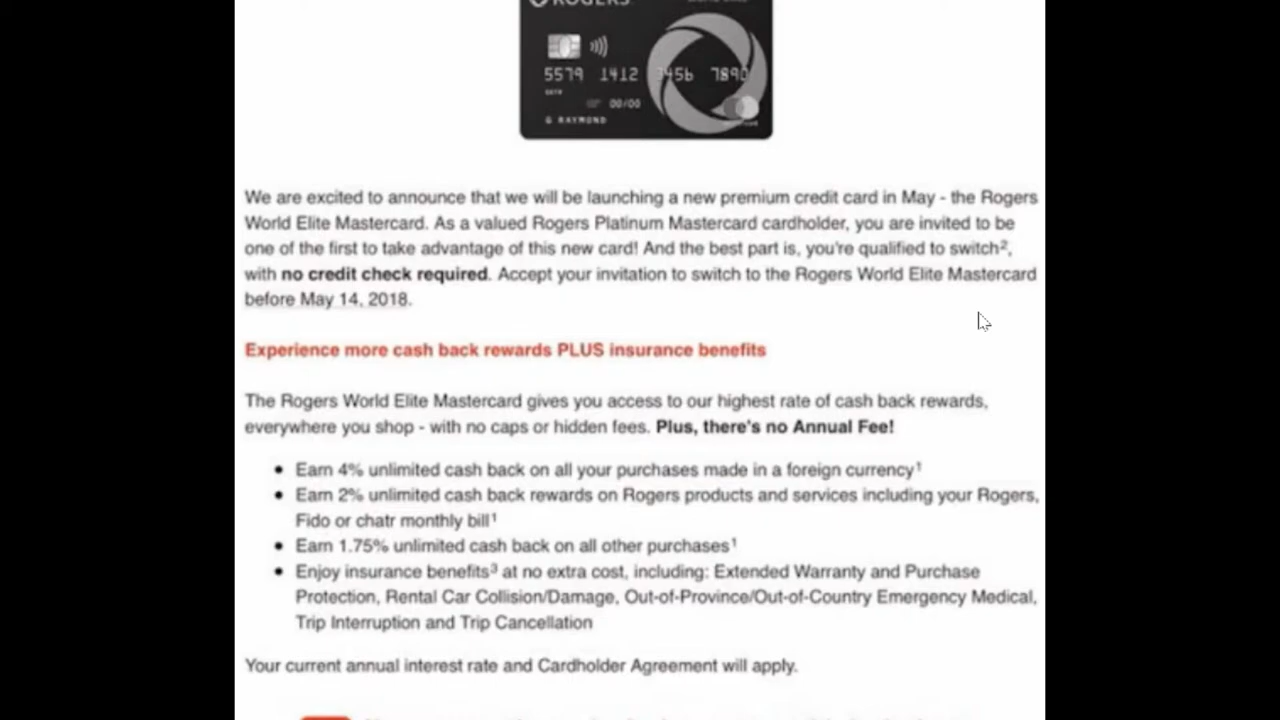 ROGERS
5579 1412 3456 7890
00/00
G RAYMOND
We are excited to announce that we will be launching a new premium credit card in May - the Rogers
World Elite Mastercard. As a valued Rogers Platinum Mastercard cardholder, you are invited to be
one of the first to take advantage of this new card! And the best part is, you're qualified to switch²,
with no credit check required. Accept your invitation to switch to the Rogers World Elite Mastercard
before May 14, 2018.
Experience more cash back rewards PLUS insurance benefits
The Rogers World Elite Mastercard gives you access to our highest rate of cash back rewards,
everywhere you shop - with no caps or hidden fees. Plus, there's no Annual Fee!
• Earn 4% unlimited cash back on all your purchases made in a foreign currency¹
• Earn 2% unlimited cash back rewards on Rogers products and services including your Rogers,
Fido or chatr monthly bill¹
• Earn 1.75% unlimited cash back on all other purchases¹
• Enjoy insurance benefits³ at no extra cost, including: Extended Warranty and Purchase
Protection, Rental Car Collision/Damage, Out-of-Province/Out-of-Country Emergency Medical,
Trip Interruption and Trip Cancellation
Your current annual interest rate and Cardholder Agreement will apply.